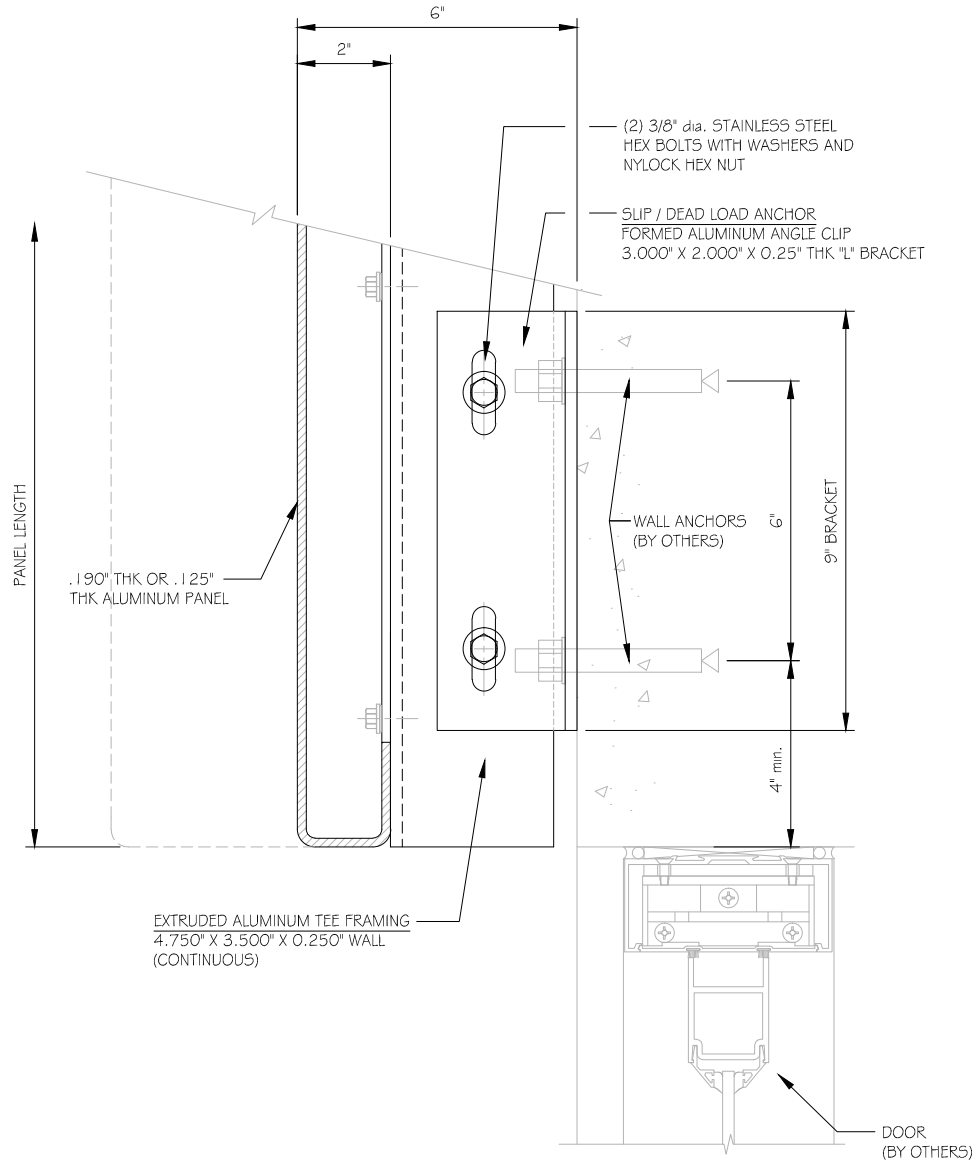 6"
2"
(2) 3/8" dia. STAINLESS STEEL
HEX BOLTS WITH WASHERS AND
NYLOCK HEX NUT
SLIP / DEAD LOAD ANCHOR
FORMED ALUMINUM ANGLE CLIP
3.000" X 2.000" X 0.25" THK "L" BRACKET
PANEL LENGTH
.190" THK OR .125"
THK ALUMINUM PANEL
WALL ANCHORS
(BY OTHERS)
6"
9" BRACKET
4" min.
EXTRUDED ALUMINUM TEE FRAMING
4.750" X 3.500" X 0.250" WALL
(CONTINUOUS)
DOOR
(BY OTHERS)